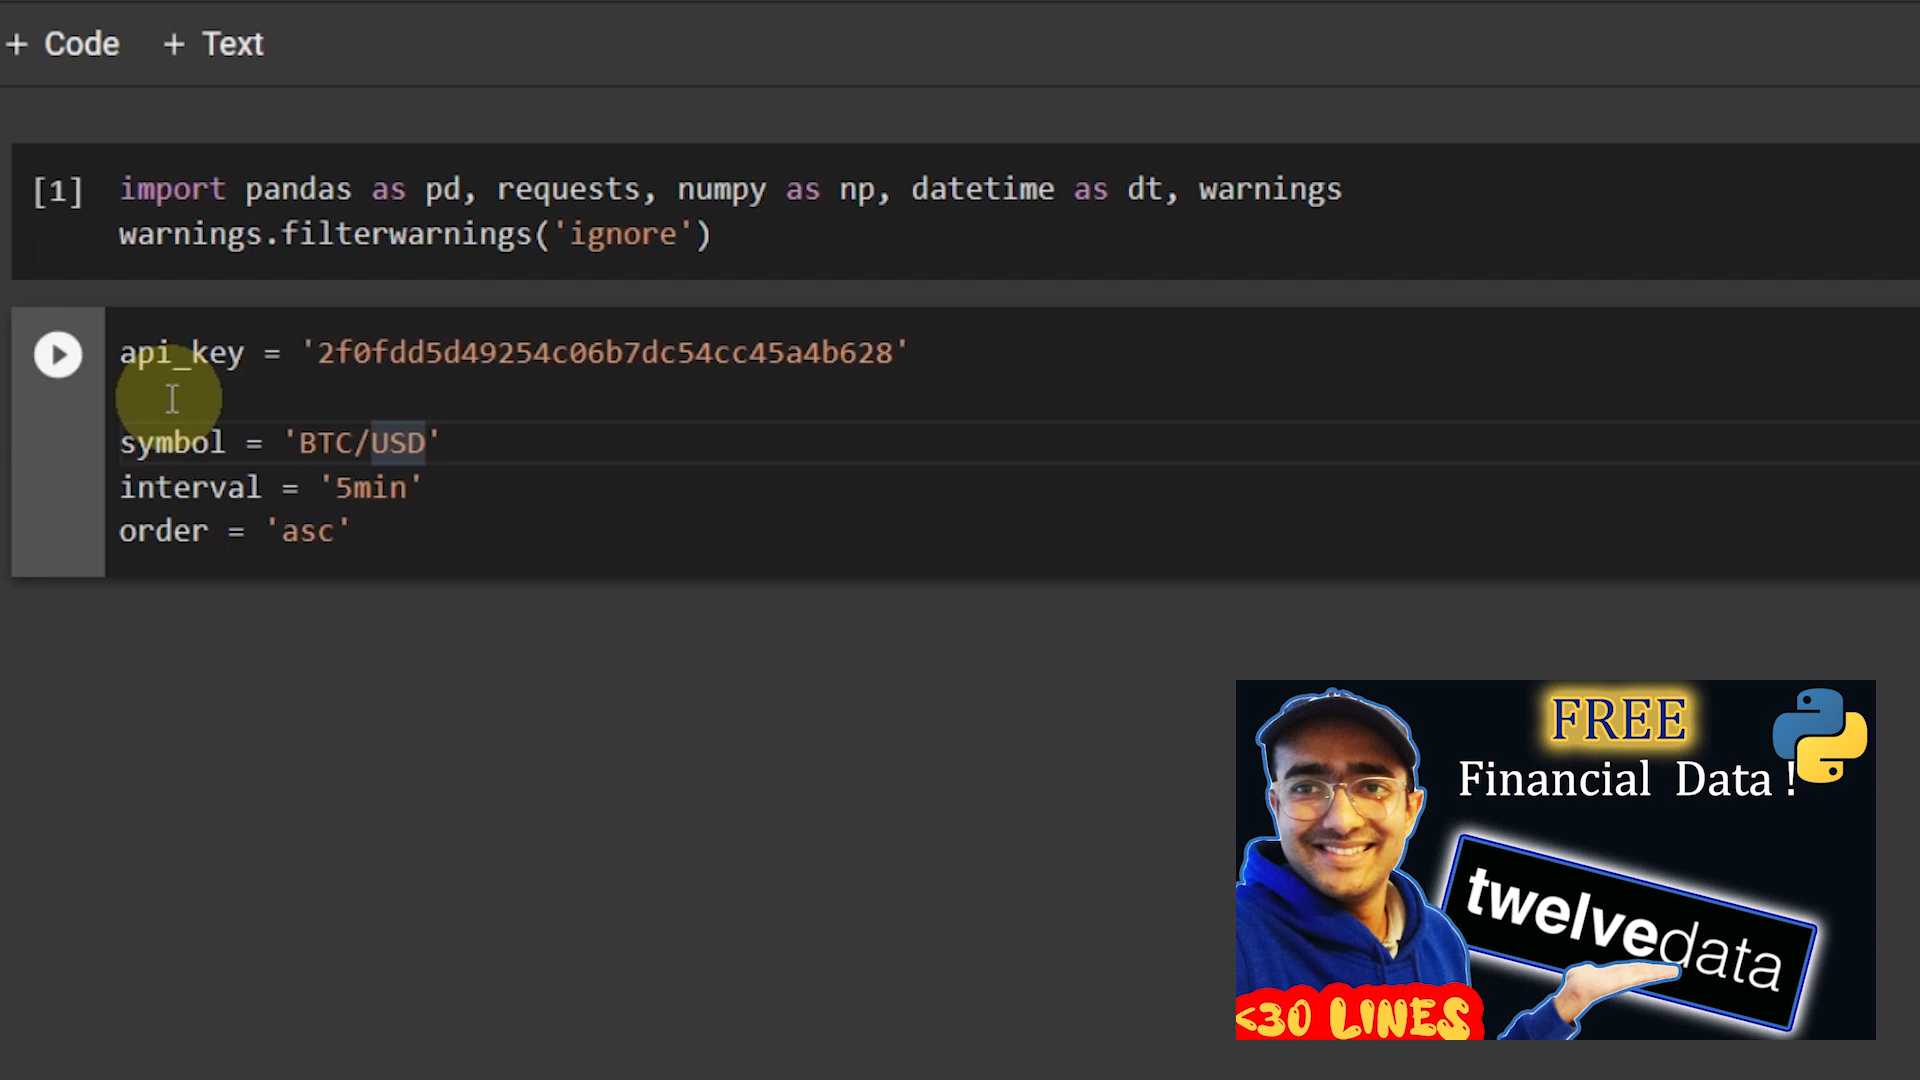 + Code + Text
[1] import pandas as pd, requests, numpy as np, datetime as dt, warnings
warnings.filterwarnings('ignore')
api_key = '2f0fdd5d49254c06b7dc54cc45a4b628'
symbol = 'BTC/USD'
interval = '5min'
order = 'asc'
FREE
Financial Data !
twelvedata
<30 LINES